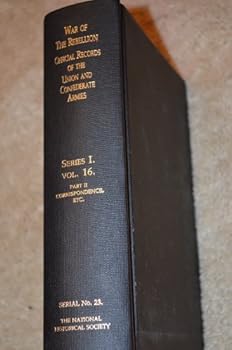 WAR OF
THE REBELLION
OFFICIAL RECORDS
OF THE
UNION AND
CONFEDERATE
ARMIES
SERIES I.
VOL. 16.
PART II
CORRESPONDENCE,
ETC.
SERIAL NO. 23.
THE NATIONAL
HISTORICAL SOCIETY